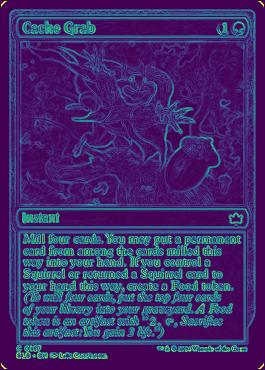 Cache Grab 1
Instant
Mill four cards. You may put a permanent
card from among the cards milled this
way into your hand. If you control a
Squirrel or returned a Squirrel card to
your hand this way, create a Food token.
(To mill four cards, put the top four cards
of your library into your graveyard. A Food
token is an artifact with "2, , Sacrifice
this artifact: You gain 3 life.")